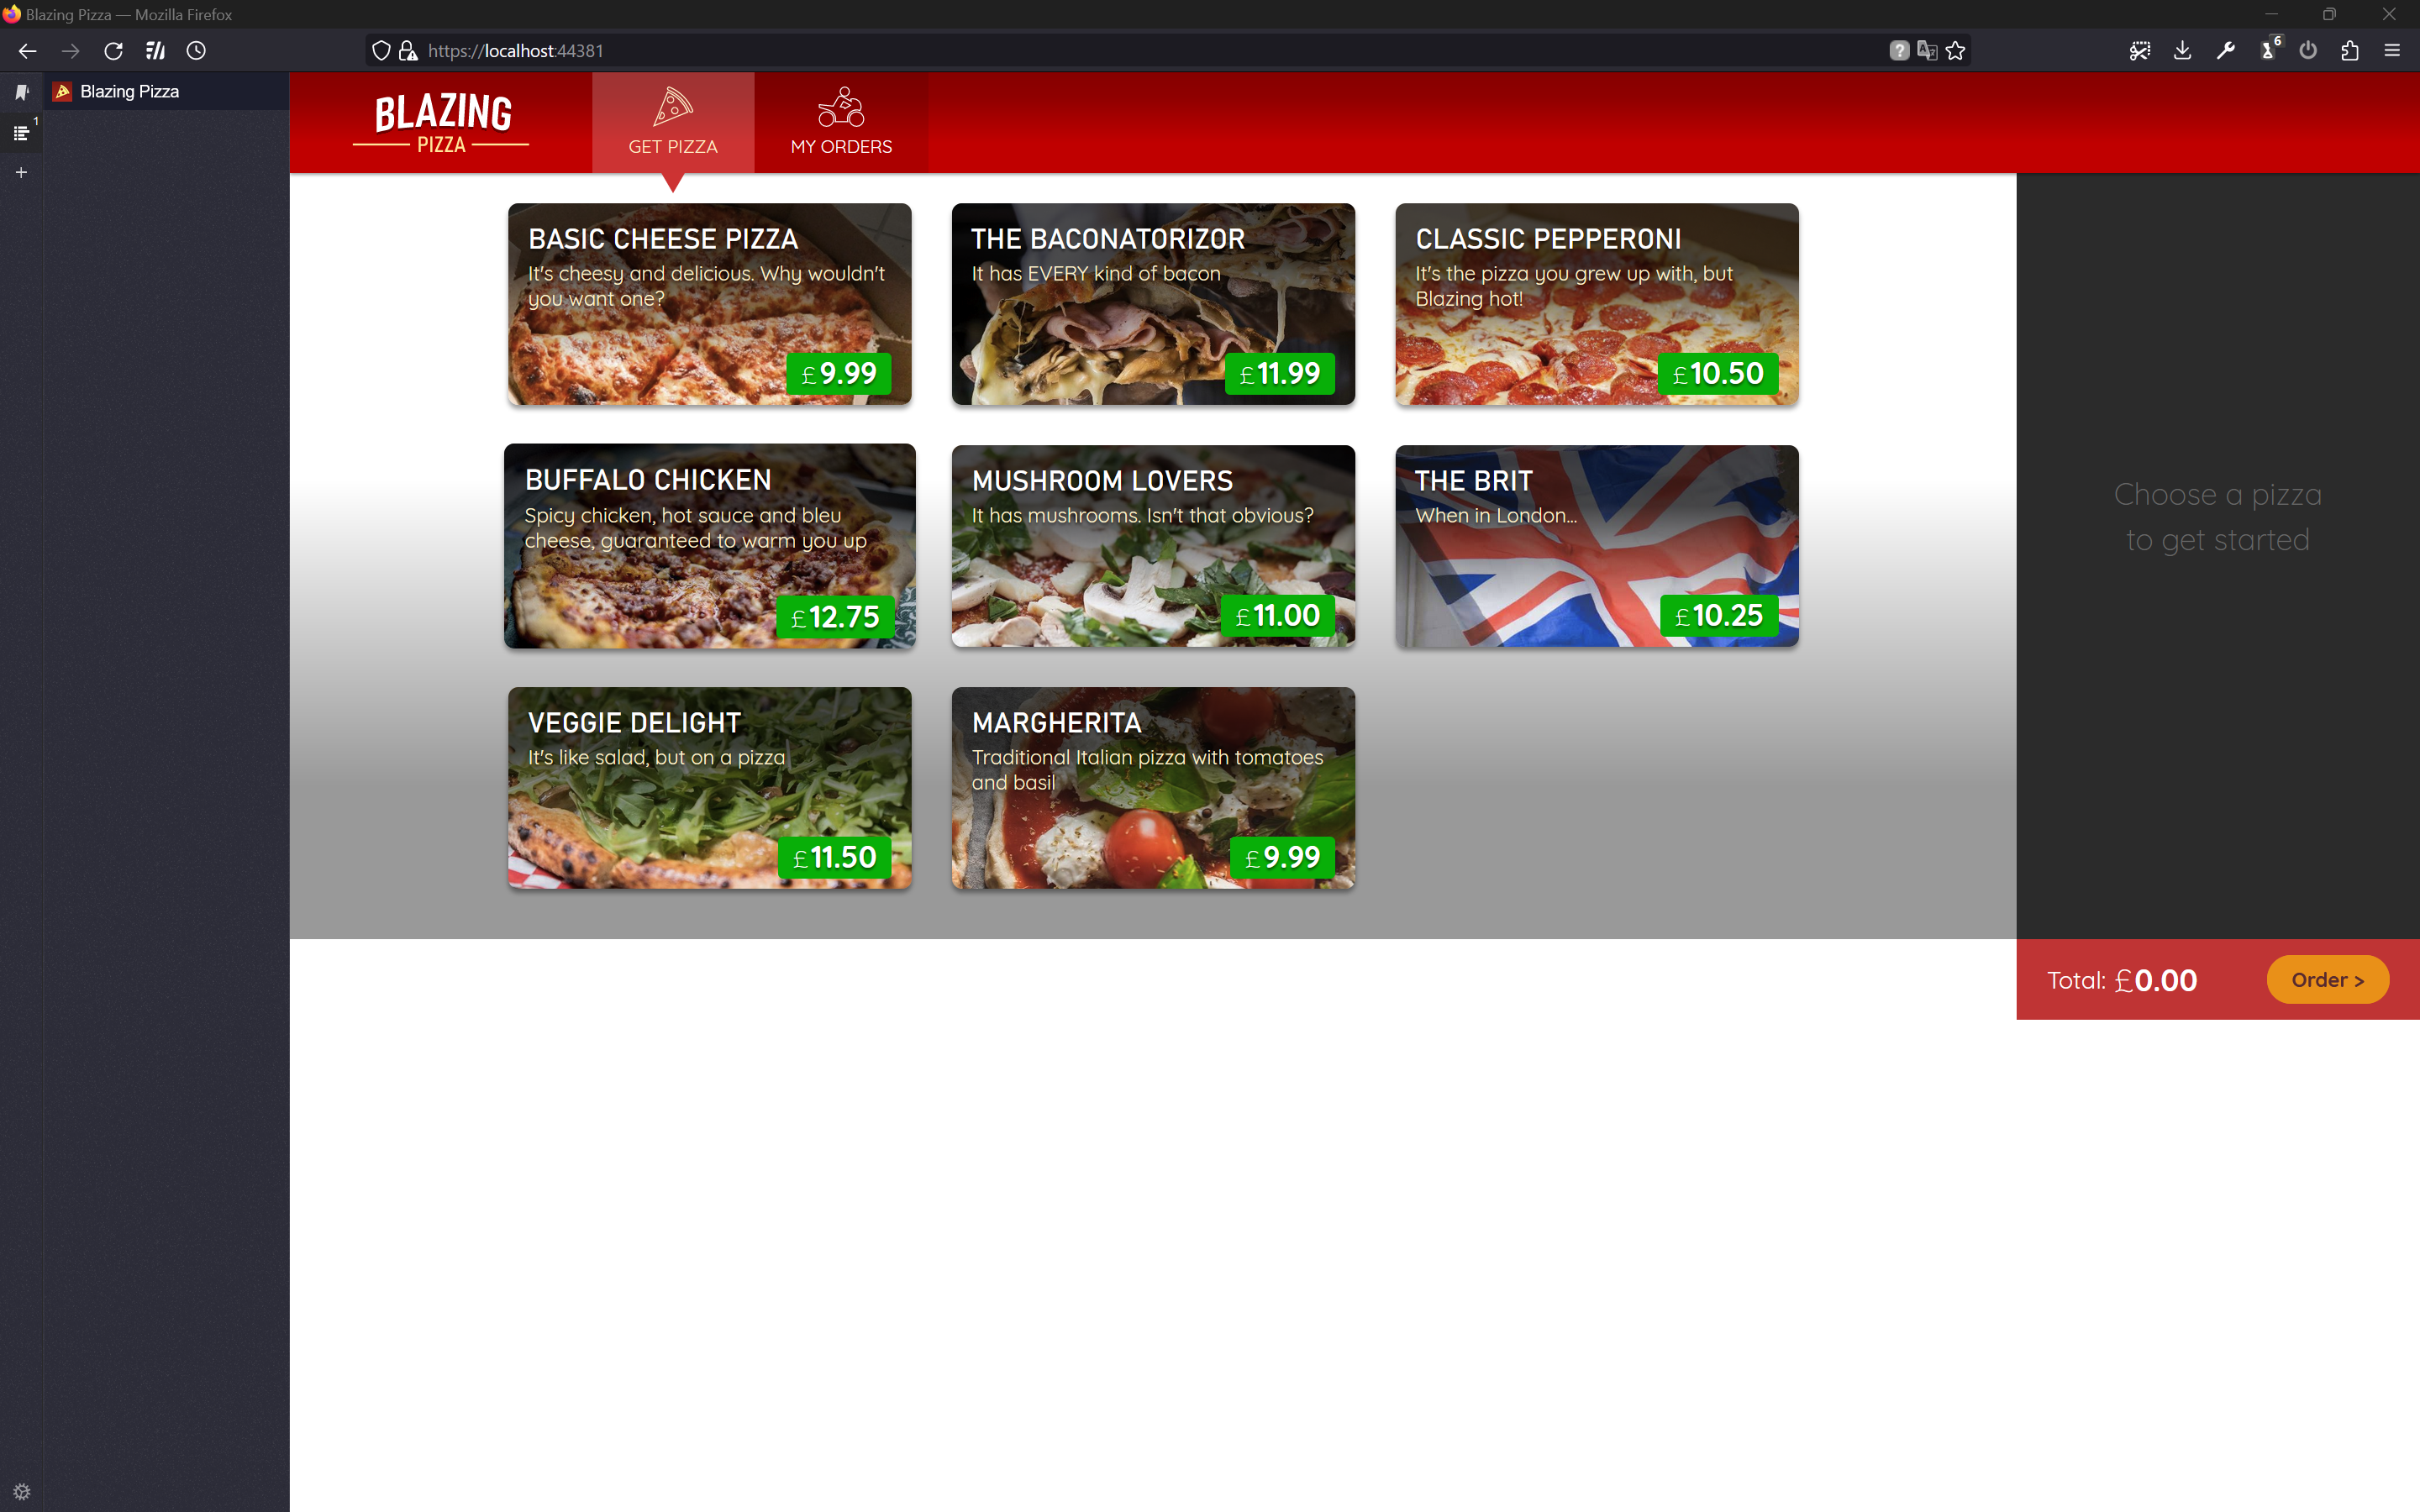 Blazing Pizza — Mozilla Firefox
https://localhost:44381
6
Blazing Pizza
1
BLAZING
PIZZA
GET PIZZA
MY ORDERS
BASIC CHEESE PIZZA
It's cheesy and delicious. Why wouldn't
you want one?
£9.99
THE BACONATORIZOR
It has EVERY kind of bacon
£11.99
CLASSIC PEPPERONI
It's the pizza you grew up with, but
Blazing hot!
£10.50
BUFFALO CHICKEN
Spicy chicken, hot sauce and bleu
cheese, guaranteed to warm you up
£12.75
MUSHROOM LOVERS
It has mushrooms. Isn't that obvious?
£11.00
THE BRIT
When in London...
£10.25
VEGGIE DELIGHT
It's like salad, but on a pizza
£11.50
MARGHERITA
Traditional Italian pizza with tomatoes
and basil
£9.99
Choose a pizza
to get started
Total: £0.00
Order >